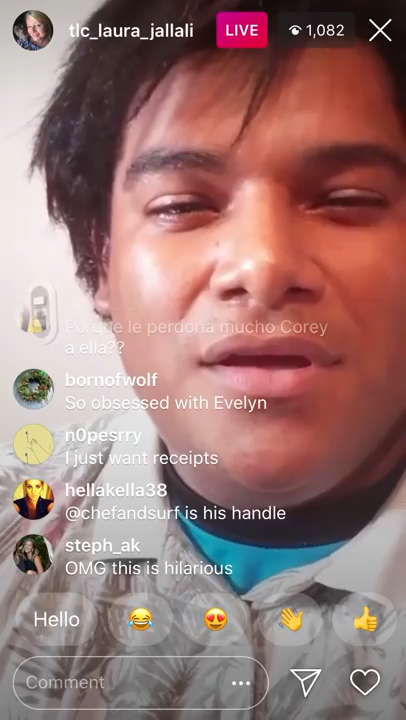 tlc_laura_jallali
LIVE
1,082
Porque le perdona mucho Corey
a ella??
bornofwolf
So obsessed with Evelyn
n0pesrry
I just want receipts
hellakella38
@chefandsurf is his handle
steph_ak
OMG this is hilarious
Hello
Comment